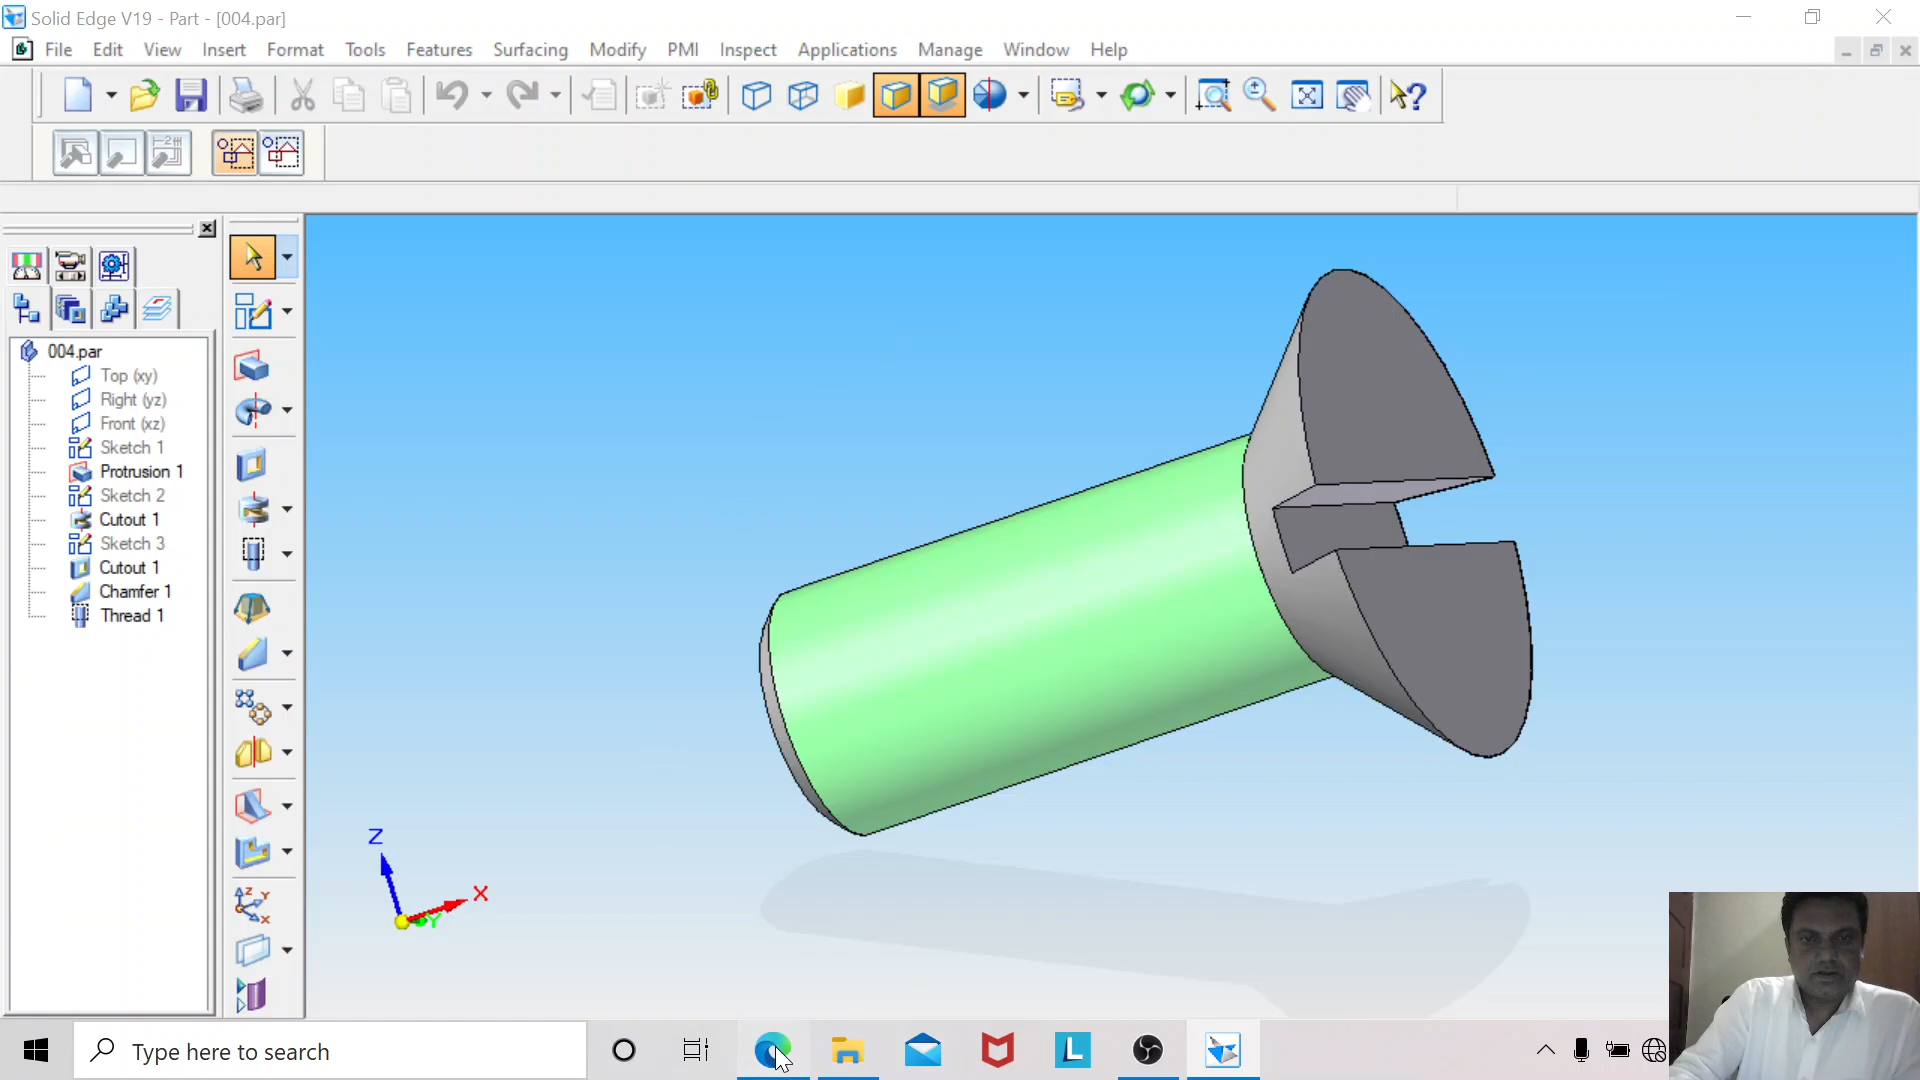 Solid Edge V19 - Part - [004.par]
File Edit View Insert Format Tools Features Surfacing Modify PMI Inspect Applications Manage Window Help
004.par
Top (xy)
Right (yz)
Front (xz)
Sketch 1
Protrusion 1
Sketch 2
Cutout 1
Sketch 3
Cutout 1
Chamfer 1
Thread 1
Z
X
Y
Type here to search
L